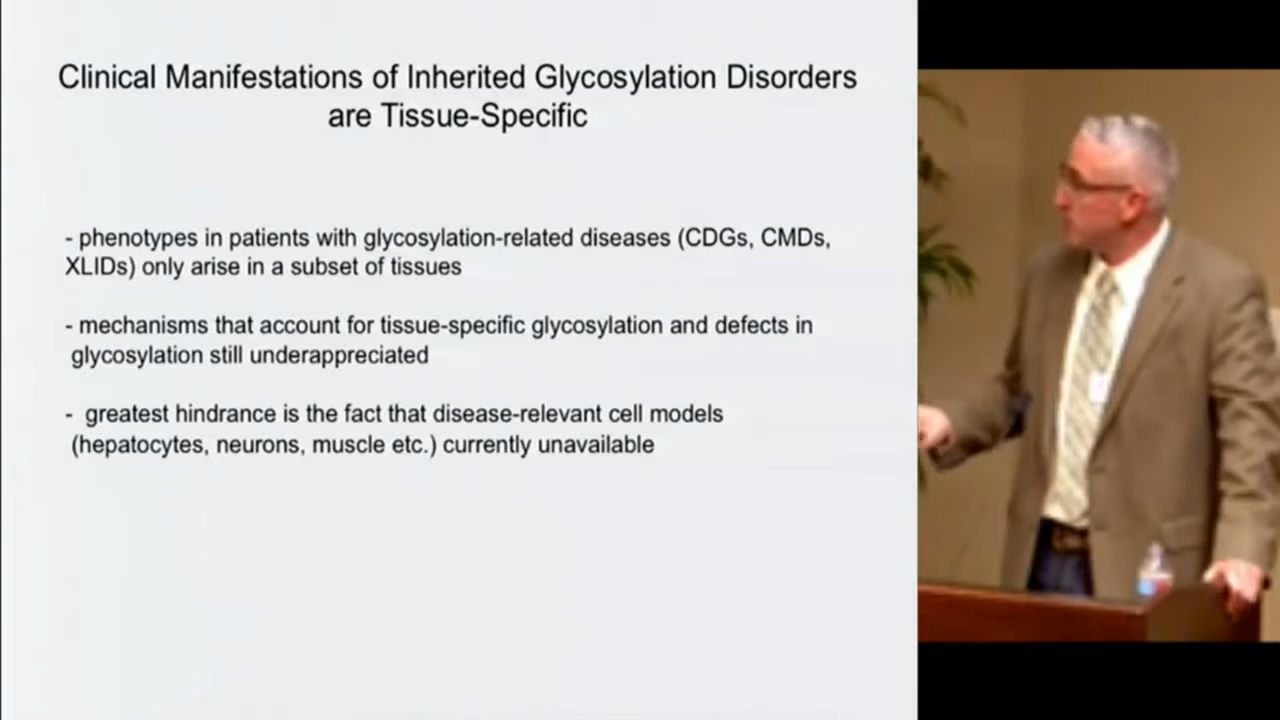 Clinical Manifestations of Inherited Glycosylation Disorders
are Tissue-Specific
- phenotypes in patients with glycosylation-related diseases (CDGs, CMDs,
XLIDs) only arise in a subset of tissues
- mechanisms that account for tissue-specific glycosylation and defects in
glycosylation still underappreciated
- greatest hindrance is the fact that disease-relevant cell models
(hepatocytes, neurons, muscle etc.) currently unavailable